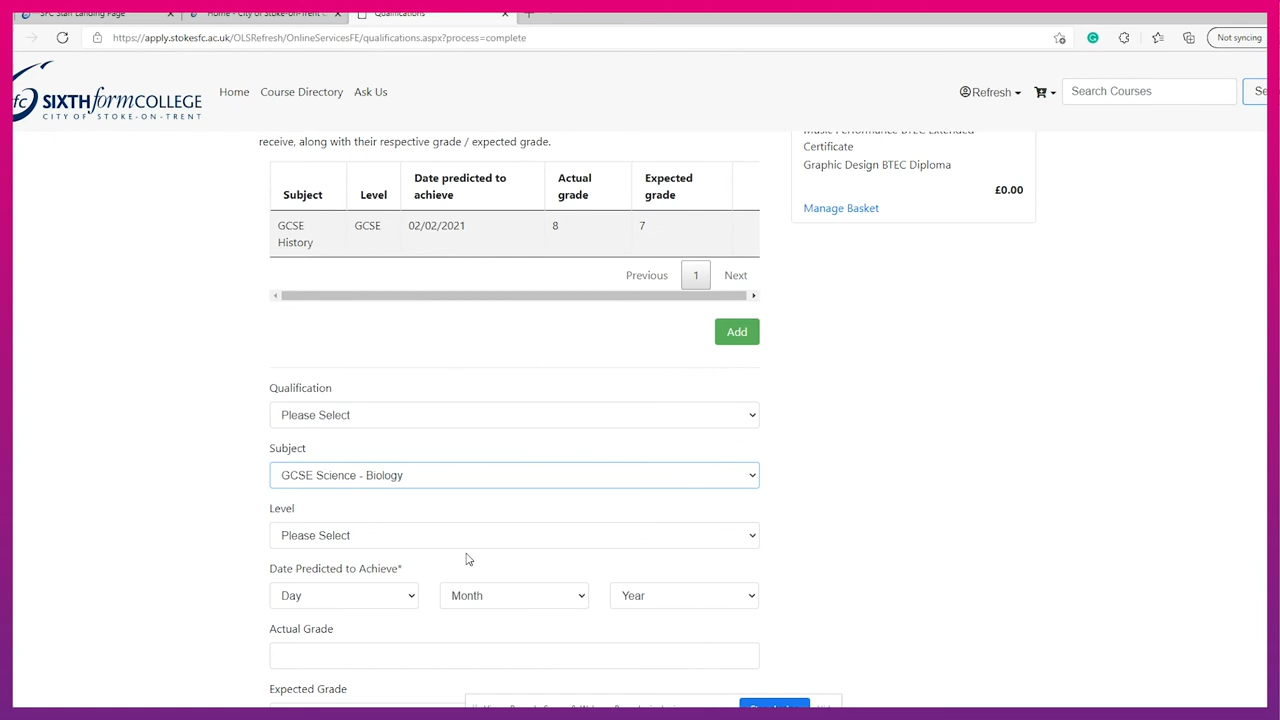 SFC Staff Landing Page
Home - City of Stoke-on-Trent
Qualifications
https://apply.stokesfc.ac.uk/OLSRefresh/OnlineServicesFE/qualifications.aspx?process=complete
Not syncing
fc SIXTHformCOLLEGE
CITY OF STOKE-ON-TRENT
Home
Course Directory
Ask Us
Refresh
Search Courses
Se
receive, along with their respective grade / expected grade.
Music Performance BTEC Extended
Certificate
Graphic Design BTEC Diploma
£0.00
Manage Basket
Subject Level Date predicted to achieve Actual grade Expected grade
GCSE History GCSE 02/02/2021 8 7
Previous 1 Next
Add
Qualification
Please Select
Subject
GCSE Science - Biology
Level
Please Select
Date Predicted to Achieve*
Day Month Year
Actual Grade
Expected Grade